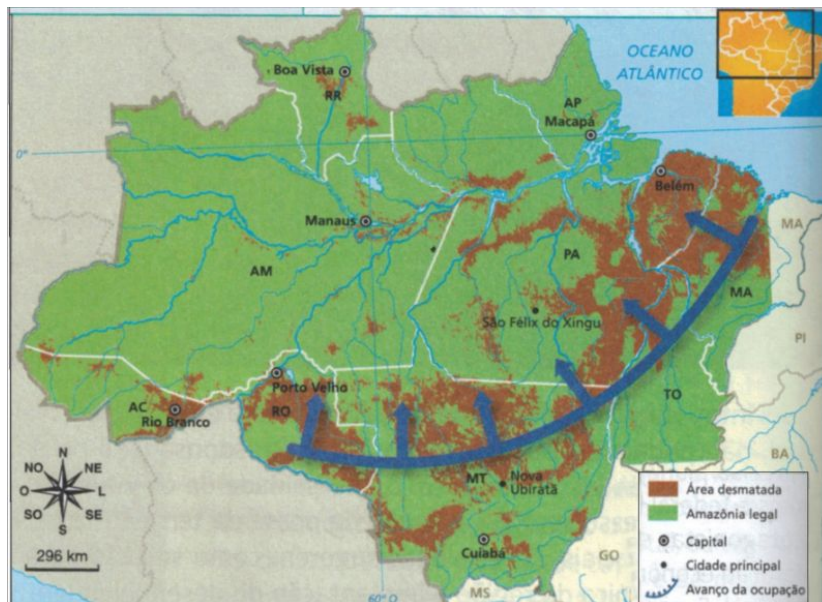 OCEANO
ATLÂNTICO
Boa Vista
RR
AP
Macapá
0°
Belém
Manaus
MA
AM
PA
São Félix do Xingu
MA
PI
Porto Velho
TO
AC
Rio Branco
RO
BA
MT
Nova
Ubiratã
Cuiabá
GO
MS
60°O
N
NO
NE
O
L
SO
SE
S
296 km
Área desmatada
Amazônia legal
Capital
Cidade principal
Avanço da ocupação